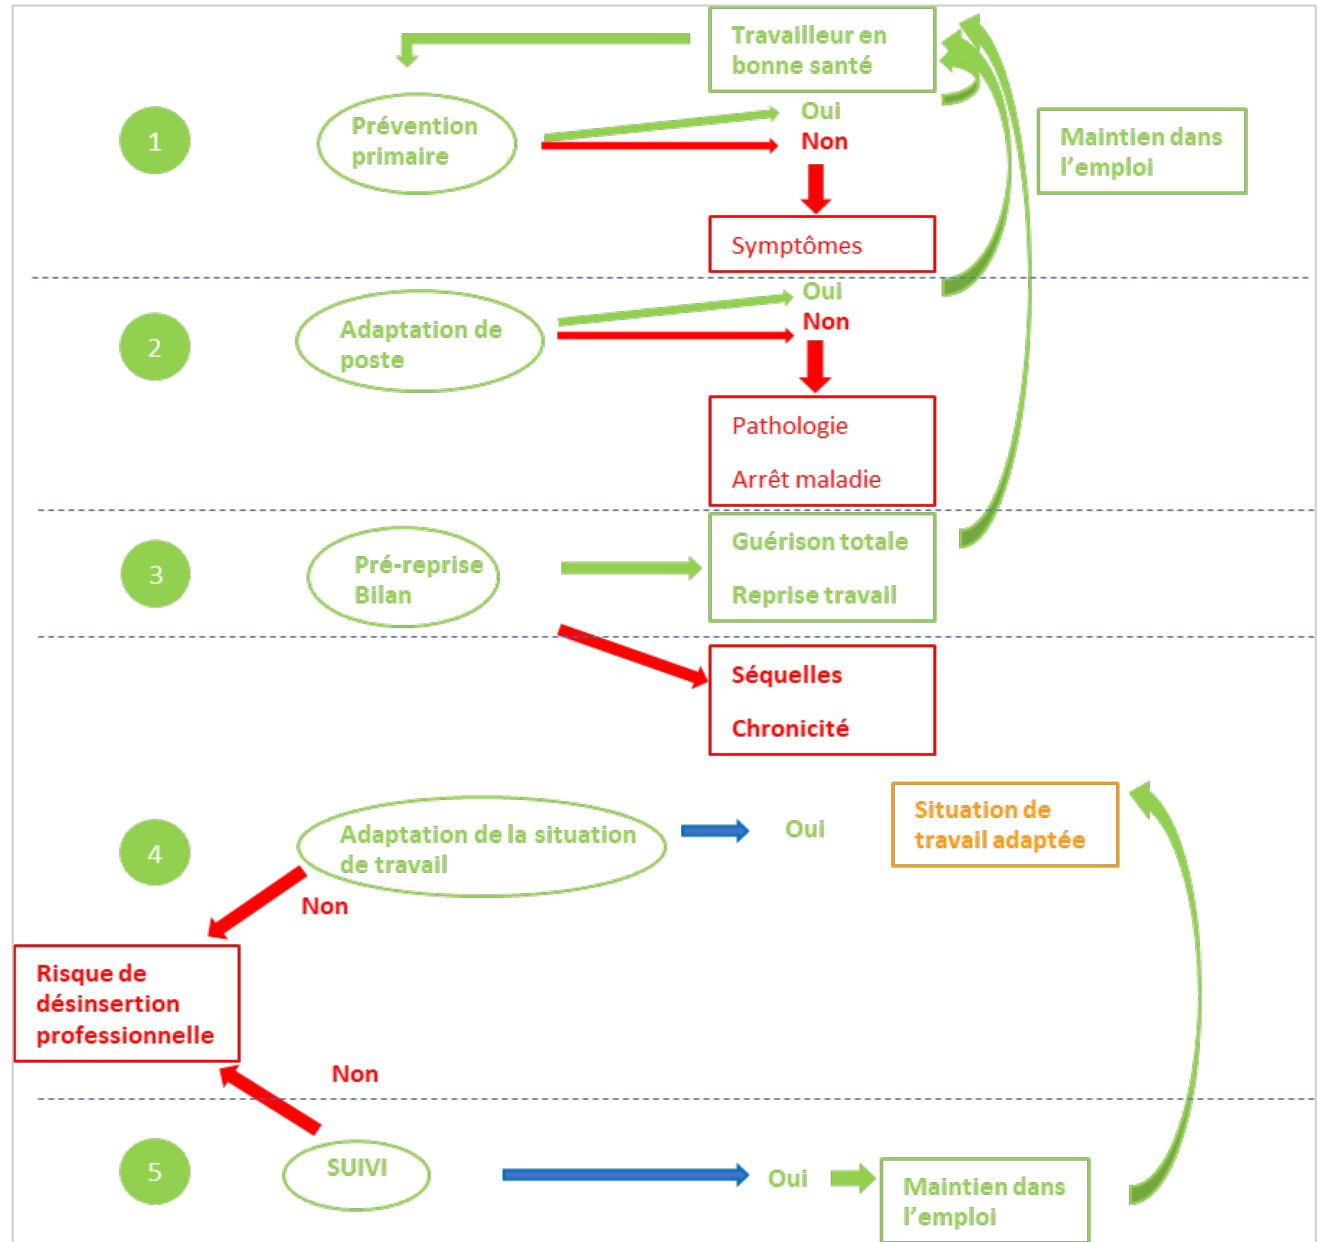 Travailleur en
bonne santé
1
Prévention
primaire
Oui
Non
Maintien dans
l'emploi
Symptômes
2
Adaptation de
poste
Oui
Non
Pathologie
Arrêt maladie
3
Pré-reprise
Bilan
Guérison totale
Reprise travail
Séquelles
Chronicité
4
Adaptation de la situation
de travail
Oui
Situation de
travail adaptée
Non
Risque de
désinsertion
professionnelle
Non
5
SUIVI
Oui
Maintien dans
l'emploi